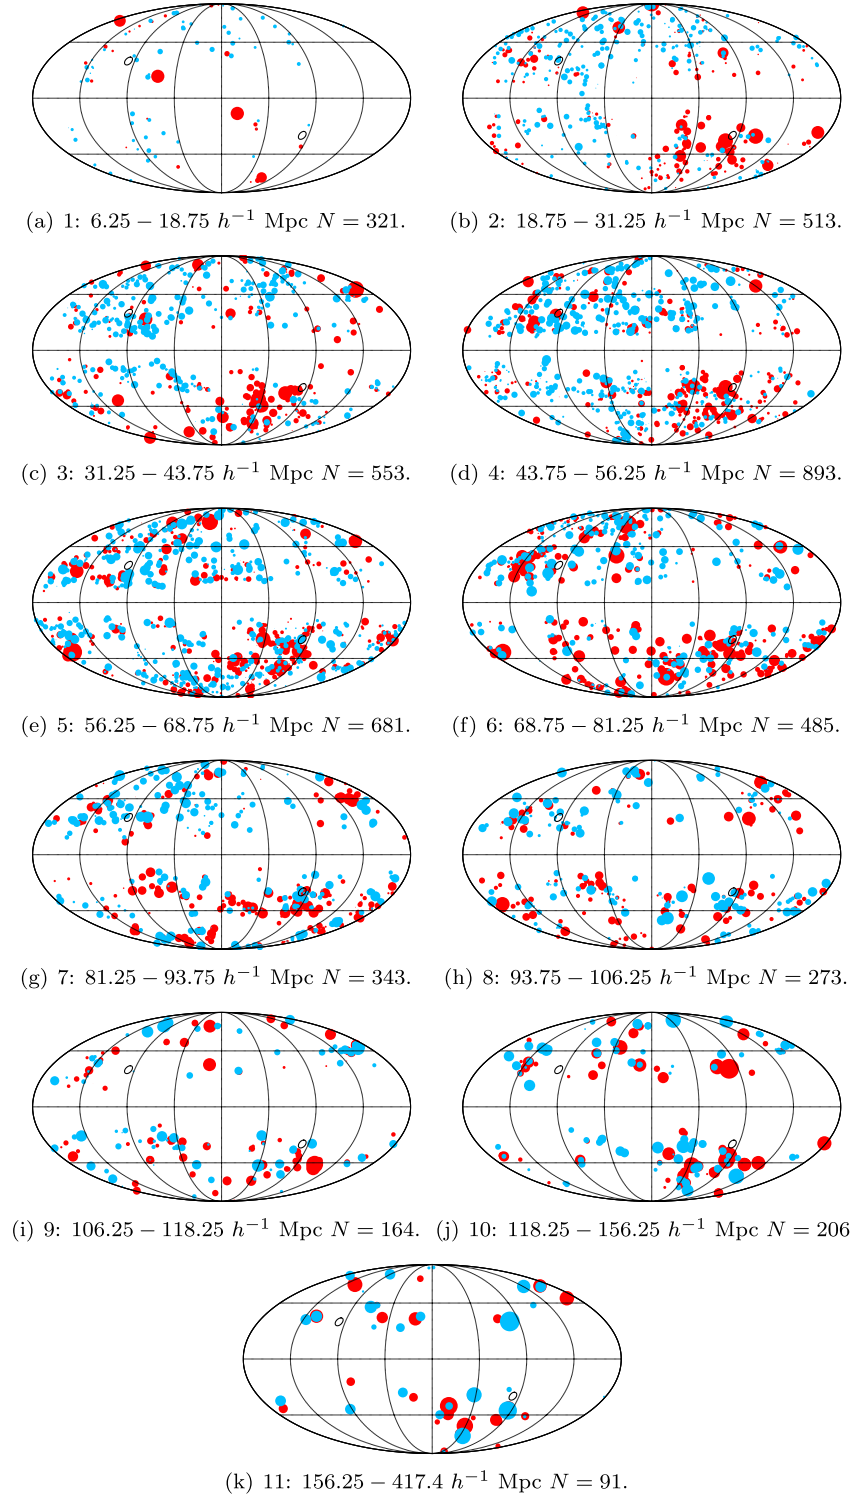 (a) 1: 6.25 − 18.75 h⁻¹ Mpc N = 321.
(b) 2: 18.75 − 31.25 h⁻¹ Mpc N = 513.
(c) 3: 31.25 − 43.75 h⁻¹ Mpc N = 553.
(d) 4: 43.75 − 56.25 h⁻¹ Mpc N = 893.
(e) 5: 56.25 − 68.75 h⁻¹ Mpc N = 681.
(f) 6: 68.75 − 81.25 h⁻¹ Mpc N = 485.
(g) 7: 81.25 − 93.75 h⁻¹ Mpc N = 343.
(h) 8: 93.75 − 106.25 h⁻¹ Mpc N = 273.
(i) 9: 106.25 − 118.25 h⁻¹ Mpc N = 164.
(j) 10: 118.25 − 156.25 h⁻¹ Mpc N = 206
(k) 11: 156.25 − 417.4 h⁻¹ Mpc N = 91.